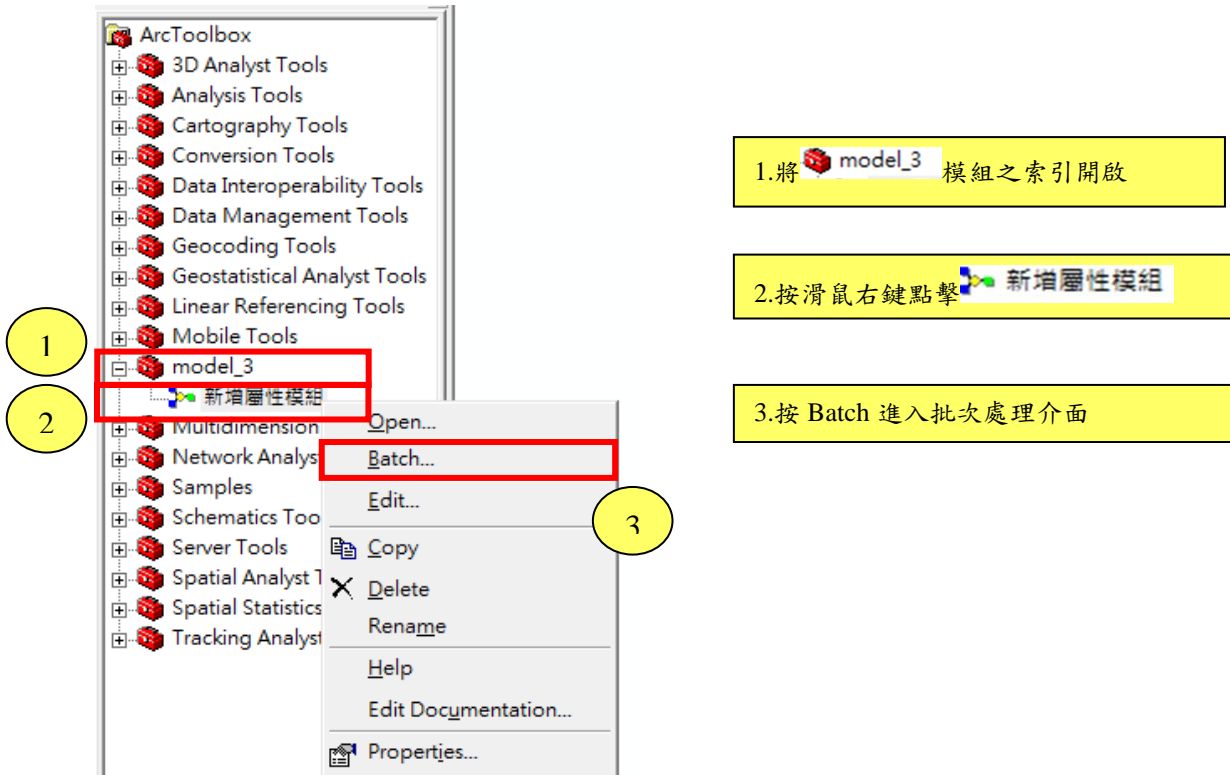 ArcToolbox
3D Analyst Tools
Analysis Tools
Cartography Tools
Conversion Tools
Data Interoperability Tools
Data Management Tools
Geocoding Tools
Geostatistical Analyst Tools
Linear Referencing Tools
Mobile Tools
1
model_3
2
新增屬性模組
Multidimension
Network Analys
Samples
Schematics Too
Server Tools
Spatial Analyst T
Spatial Statistics
Tracking Analyst
Open...
Batch...
Edit...
3
Copy
Delete
Rename
Help
Edit Documentation...
Properties...
1.將 model_3 模組之索引開啟
2.按滑鼠右鍵點擊 新增屬性模組
3.按 Batch 進入批次處理介面